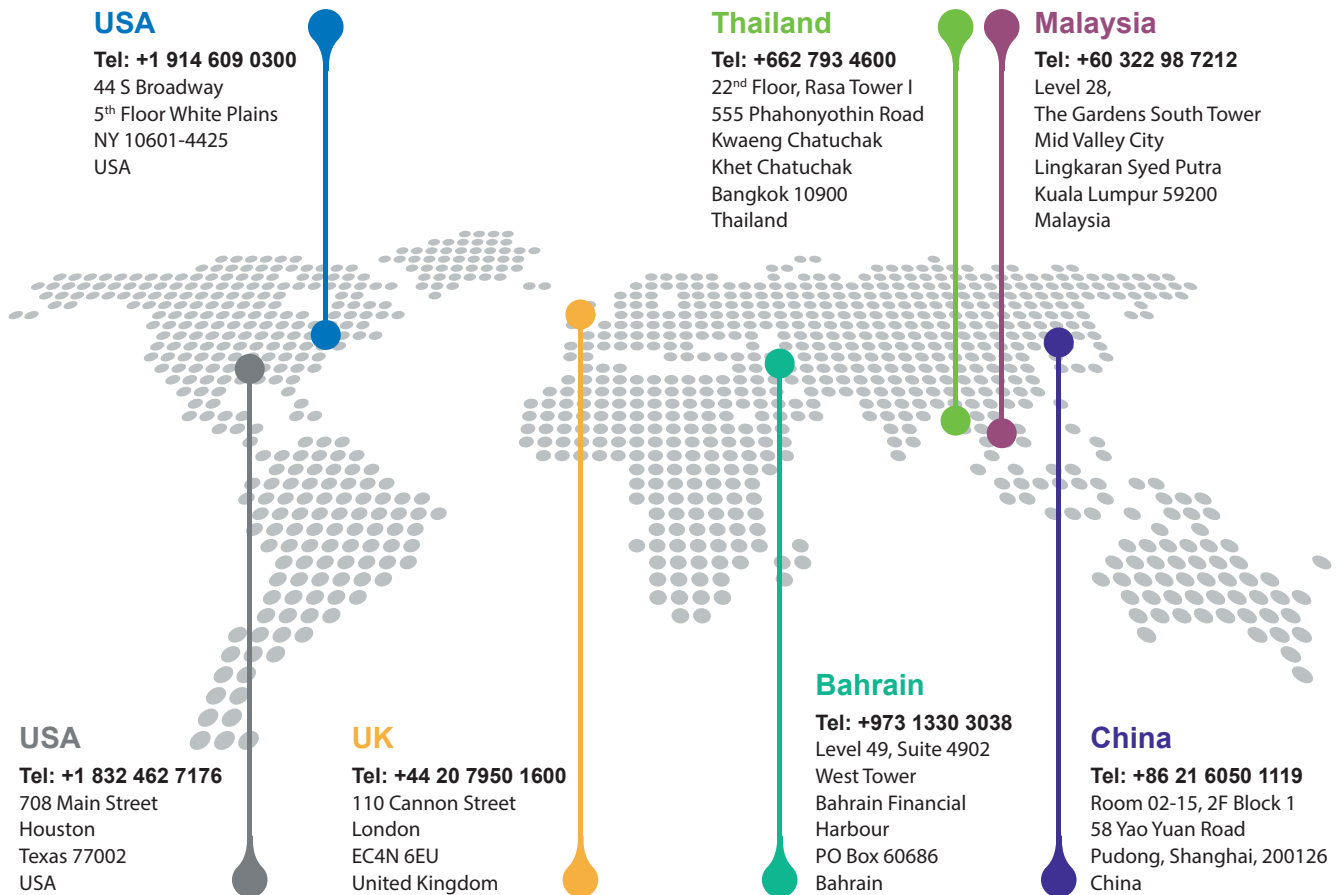 USA
Tel: +1 914 609 0300
44 S Broadway
5th Floor White Plains
NY 10601-4425
USA
Thailand
Tel: +662 793 4600
22nd Floor, Rasa Tower I
555 Phahonyothin Road
Kwaeng Chatuchak
Khet Chatuchak
Bangkok 10900
Thailand
Malaysia
Tel: +60 322 98 7212
Level 28,
The Gardens South Tower
Mid Valley City
Lingkaran Syed Putra
Kuala Lumpur 59200
Malaysia
USA
Tel: +1 832 462 7176
708 Main Street
Houston
Texas 77002
USA
UK
Tel: +44 20 7950 1600
110 Cannon Street
London
EC4N 6EU
United Kingdom
Bahrain
Tel: +973 1330 3038
Level 49, Suite 4902
West Tower
Bahrain Financial
Harbour
PO Box 60686
Bahrain
China
Tel: +86 21 6050 1119
Room 02-15, 2F Block 1
58 Yao Yuan Road
Pudong, Shanghai, 200126
China